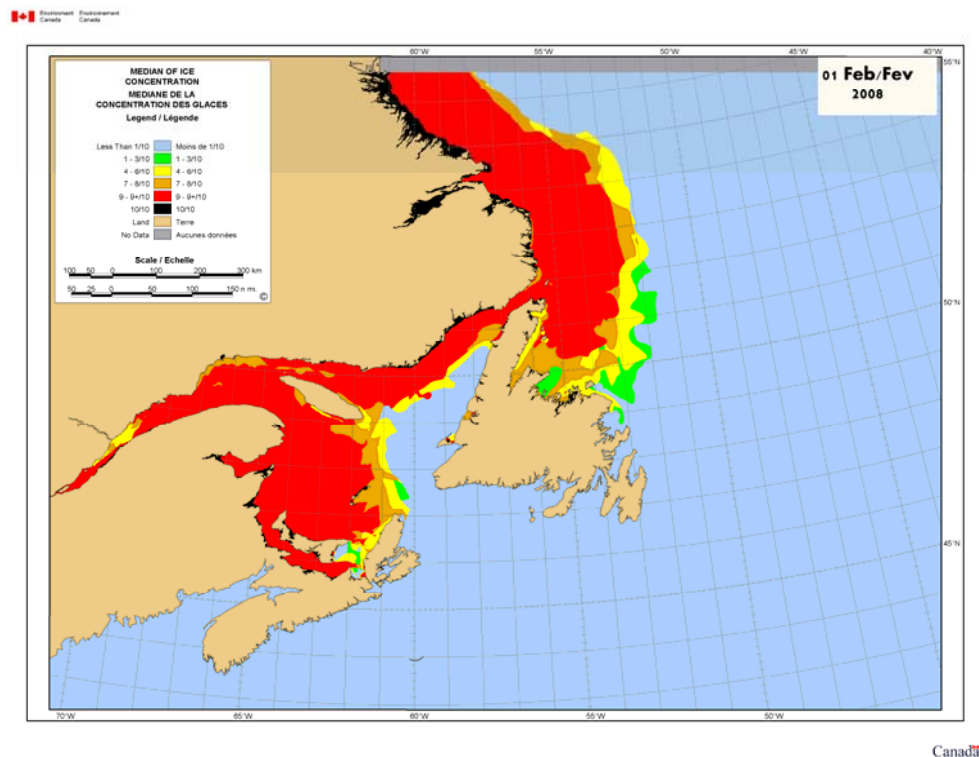 Environment Environnement
Canada Canada
60°W 55°W 50°W 45°W 40°W
55°N
MEDIAN OF ICE
CONCENTRATION
MEDIANE DE LA
CONCENTRATION DES GLACES
Legend / Légende
Less Than 1/10 Moins de 1/10
1 - 3/10 1 - 3/10
4 - 6/10 4 - 6/10
7 - 8/10 7 - 8/10
9 - 9+/10 9 - 9+/10
10/10 10/10
Land Terre
No Data Aucunes données
Scale / Echelle
100 50 0 100 200 300 km
50 25 0 50 100 150 n mi.
©
01 Feb/Fev
2008
50°N
45°N
70°W 65°W 60°W 55°W 50°W
Canada